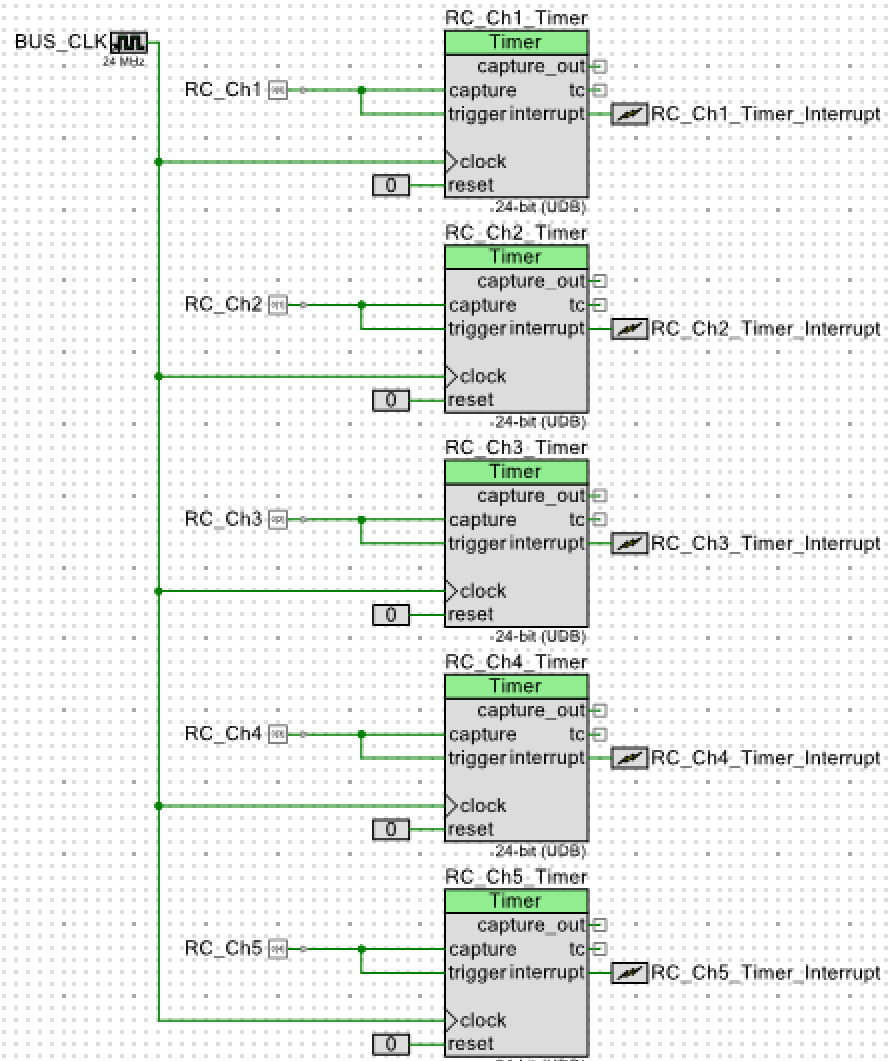 RC_Ch1_Timer
BUS_CLK
24 MHz
Timer
capture_out
RC_Ch1
capture
tc
trigger
interrupt
RC_Ch1_Timer_Interrupt
clock
0
reset
24-bit (UDB)
RC_Ch2_Timer
Timer
capture_out
RC_Ch2
capture
tc
trigger
interrupt
RC_Ch2_Timer_Interrupt
clock
0
reset
24-bit (UDB)
RC_Ch3_Timer
Timer
capture_out
RC_Ch3
capture
tc
trigger
interrupt
RC_Ch3_Timer_Interrupt
clock
0
reset
24-bit (UDB)
RC_Ch4_Timer
Timer
capture_out
RC_Ch4
capture
tc
trigger
interrupt
RC_Ch4_Timer_Interrupt
clock
0
reset
24-bit (UDB)
RC_Ch5_Timer
Timer
capture_out
RC_Ch5
capture
tc
trigger
interrupt
RC_Ch5_Timer_Interrupt
clock
0
reset